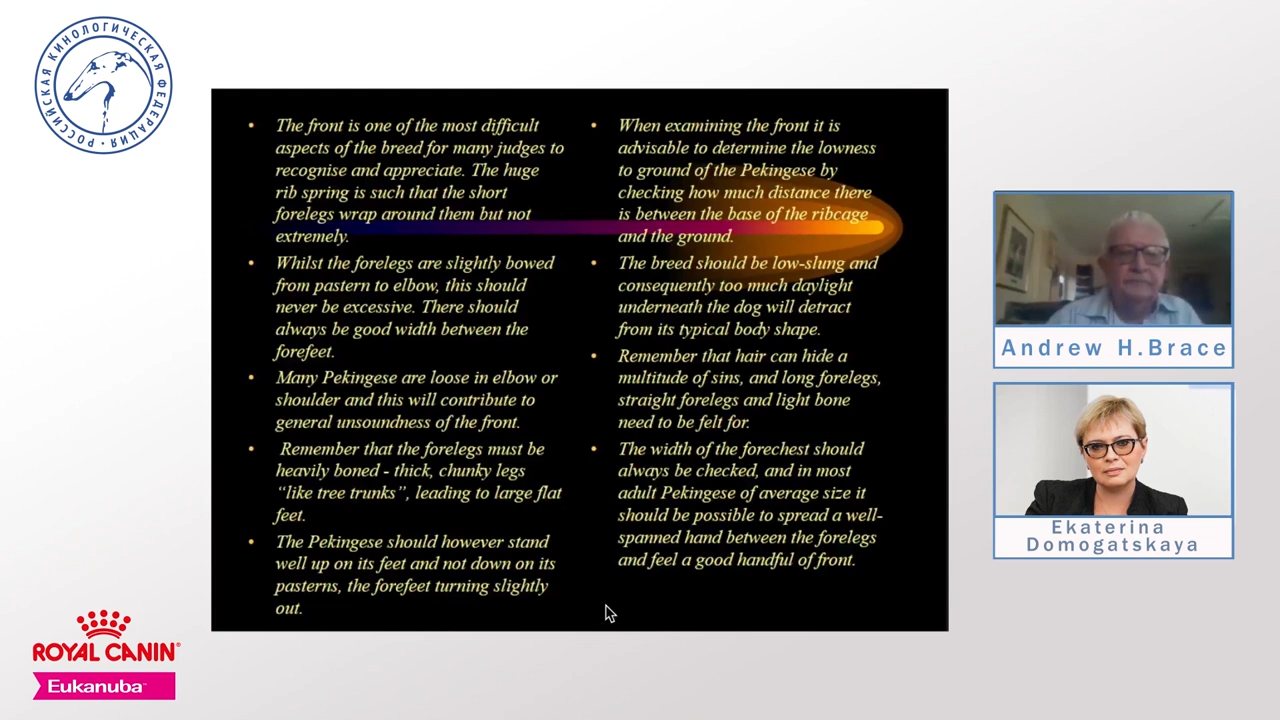 РОССИЙСКАЯ КИНОЛОГИЧЕСКАЯ ФЕДЕРАЦИЯ
• The front is one of the most difficult
aspects of the breed for many judges to
recognise and appreciate. The huge
rib spring is such that the short
forelegs wrap around them but not
extremely.
• Whilst the forelegs are slightly bowed
from pastern to elbow, this should
never be excessive. There should
always be good width between the
forefeet.
• Many Pekingese are loose in elbow or
shoulder and this will contribute to
general unsoundness of the front.
• Remember that the forelegs must be
heavily boned - thick, chunky legs
“like tree trunks”, leading to large flat
feet.
• The Pekingese should however stand
well up on its feet and not down on its
pasterns, the forefeet turning slightly
out.
• When examining the front it is
advisable to determine the lowness
to ground of the Pekingese by
checking how much distance there
is between the base of the ribcage
and the ground.
• The breed should be low-slung and
consequently too much daylight
underneath the dog will detract
from its typical body shape.
• Remember that hair can hide a
multitude of sins, and long forelegs,
straight forelegs and light bone
need to be felt for.
• The width of the forechest should
always be checked, and in most
adult Pekingese of average size it
should be possible to spread a well-
spanned hand between the forelegs
and feel a good handful of front.
Andrew H.Brace
Ekaterina
Domogatskaya
ROYAL CANIN
Eukanuba